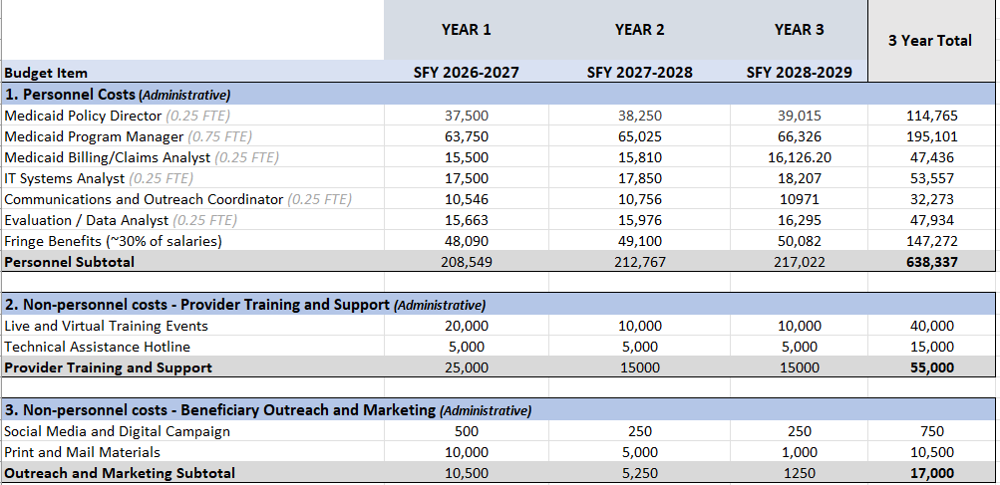 YEAR 1 YEAR 2 YEAR 3 3 Year Total
Budget Item SFY 2026-2027 SFY 2027-2028 SFY 2028-2029
1. Personnel Costs (Administrative)
Medicaid Policy Director (0.25 FTE) 37,500 38,250 39,015 114,765
Medicaid Program Manager (0.75 FTE) 63,750 65,025 66,326 195,101
Medicaid Billing/Claims Analyst (0.25 FTE) 15,500 15,810 16,126.20 47,436
IT Systems Analyst (0.25 FTE) 17,500 17,850 18,207 53,557
Communications and Outreach Coordinator (0.25 FTE) 10,546 10,756 10971 32,273
Evaluation / Data Analyst (0.25 FTE) 15,663 15,976 16,295 47,934
Fringe Benefits (~30% of salaries) 48,090 49,100 50,082 147,272
Personnel Subtotal 208,549 212,767 217,022 638,337
2. Non-personnel costs - Provider Training and Support (Administrative)
Live and Virtual Training Events 20,000 10,000 10,000 40,000
Technical Assistance Hotline 5,000 5,000 5,000 15,000
Provider Training and Support 25,000 15000 15000 55,000
3. Non-personnel costs - Beneficiary Outreach and Marketing (Administrative)
Social Media and Digital Campaign 500 250 250 750
Print and Mail Materials 10,000 5,000 1,000 10,500
Outreach and Marketing Subtotal 10,500 5,250 1250 17,000